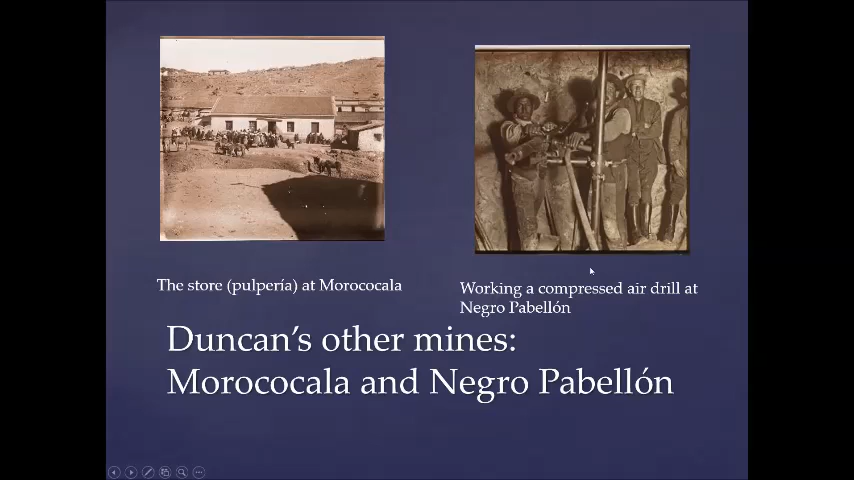 The store (pulpería) at Morococala
Working a compressed air drill at
Negro Pabellón
Duncan's other mines:
Morococala and Negro Pabellón